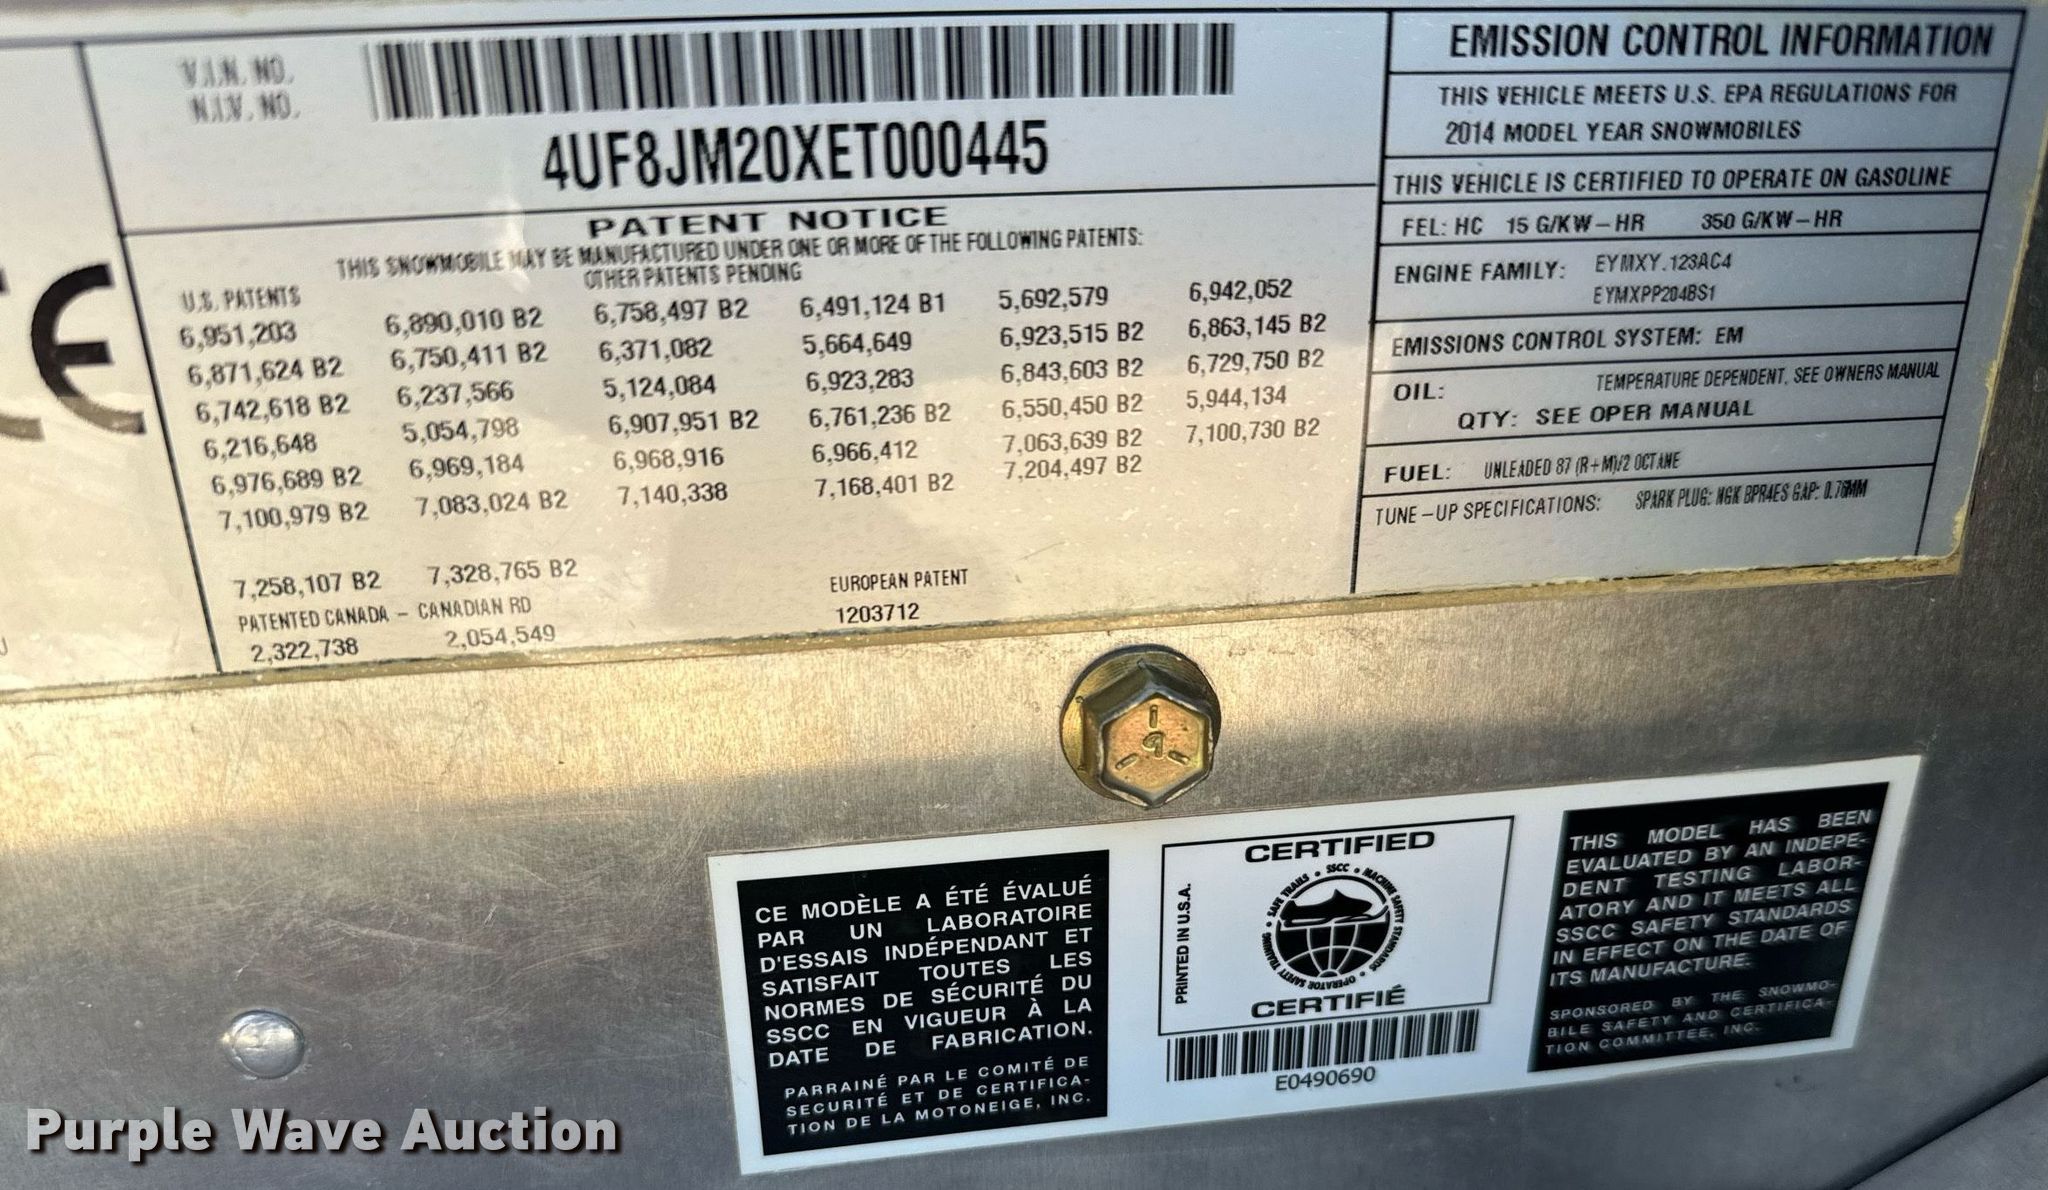 V.I.N. NO.
N.I.V. NO.
4UF8JM20XET000445
PATENT NOTICE
THIS SNOWMOBILE MAY BE MANUFACTURED UNDER ONE OR MORE OF THE FOLLOWING PATENTS:
OTHER PATENTS PENDING
U.S. PATENTS
6,951,203 6,890,010 B2 6,758,497 B2 6,491,124 B1 5,692,579 6,942,052
6,871,624 B2 6,750,411 B2 6,371,082 5,664,649 6,923,515 B2 6,863,145 B2
6,742,618 B2 6,237,566 5,124,084 6,923,283 6,843,603 B2 6,729,750 B2
6,216,648 5,054,798 6,907,951 B2 6,761,236 B2 6,550,450 B2 5,944,134
6,976,689 B2 6,969,184 6,968,916 6,966,412 7,063,639 B2 7,100,730 B2
7,100,979 B2 7,083,024 B2 7,140,338 7,168,401 B2 7,204,497 B2
7,258,107 B2 7,328,765 B2
EUROPEAN PATENT
1203712
PATENTED CANADA - CANADIAN RD
2,322,738 2,054,549
EMISSION CONTROL INFORMATION
THIS VEHICLE MEETS U.S. EPA REGULATIONS FOR
2014 MODEL YEAR SNOWMOBILES
THIS VEHICLE IS CERTIFIED TO OPERATE ON GASOLINE
FEL: HC 15 G/KW-HR 350 G/KW-HR
ENGINE FAMILY: EYMXY.123AC4
EYMXPP204BS1
EMISSIONS CONTROL SYSTEM: EM
OIL: TEMPERATURE DEPENDENT, SEE OWNERS MANUAL
QTY: SEE OPER MANUAL
FUEL: UNLEADED 87 (R+M)/2 OCTANE
TUNE-UP SPECIFICATIONS: SPARK PLUG: NGK BPR4ES GAP: 0.76MM
CE MODÈLE A ÉTÉ ÉVALUÉ
PAR UN LABORATOIRE
D'ESSAIS INDÉPENDANT ET
SATISFAIT TOUTES LES
NORMES DE SÉCURITÉ DU
SSCC EN VIGUEUR À LA
DATE DE FABRICATION.
PARRAINÉ PAR LE COMITÉ DE
SECURITÉ ET DE CERTIFICA-
TION DE LA MOTONEIGE, INC.
PRINTED IN U.S.A.
CERTIFIED
SAFE TRAILS • SSCC • MACHINE SAFETY STANDARDS • OPERATOR SAFETY TRAINING •
CERTIFIÉ
E0490690
THIS MODEL HAS BEEN
EVALUATED BY AN INDEPE-
DENT TESTING LABOR-
ATORY AND IT MEETS ALL
SSCC SAFETY STANDARDS
IN EFFECT ON THE DATE OF
ITS MANUFACTURE.
SPONSORED BY THE SNOWMO-
BILE SAFETY AND CERTIFICA-
TION COMMITTEE, INC.
Purple Wave Auction